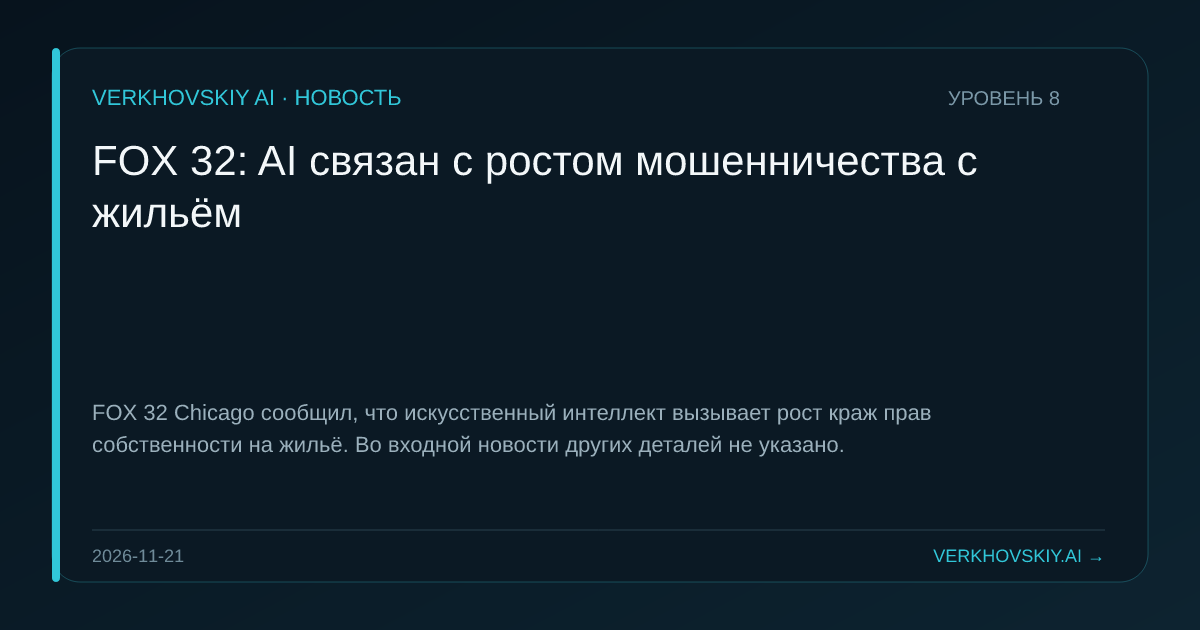 VERKHOVSKIY AI · НОВОСТЬ
УРОВЕНЬ 8
FOX 32: AI связан с ростом мошенничества с
жильём
FOX 32 Chicago сообщил, что искусственный интеллект вызывает рост краж прав
собственности на жильё. Во входной новости других деталей не указано.
2026-11-21
VERKHOVSKIY.AI →